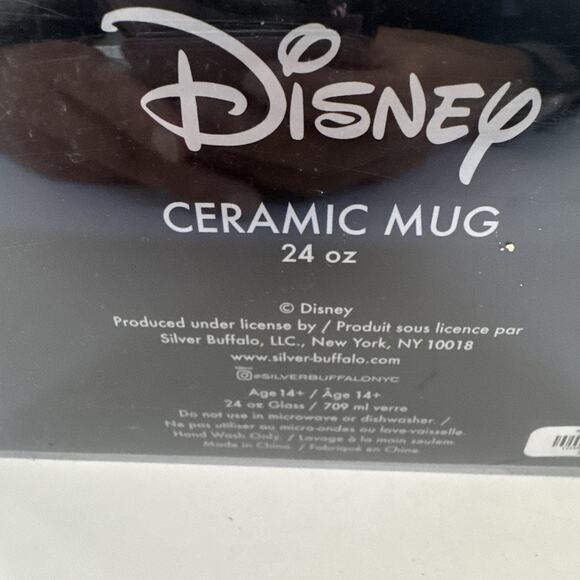 Disney
CERAMIC MUG
24 oz
© Disney
Produced under license by / Produit sous licence par
Silver Buffalo, LLC., New York, NY 10018
www.silver-buffalo.com
@SILVERBUFFALONYC
Age 14+ / Âge 14+
24 oz Glass / 709 ml verre
Do not use in microwave or dishwasher. /
Ne pas utiliser au micro-ondes ou lave-vaisselle.
Hand Wash Only. / Lavage à la main seulem.
Made in China. / Fabriqué en Chine.